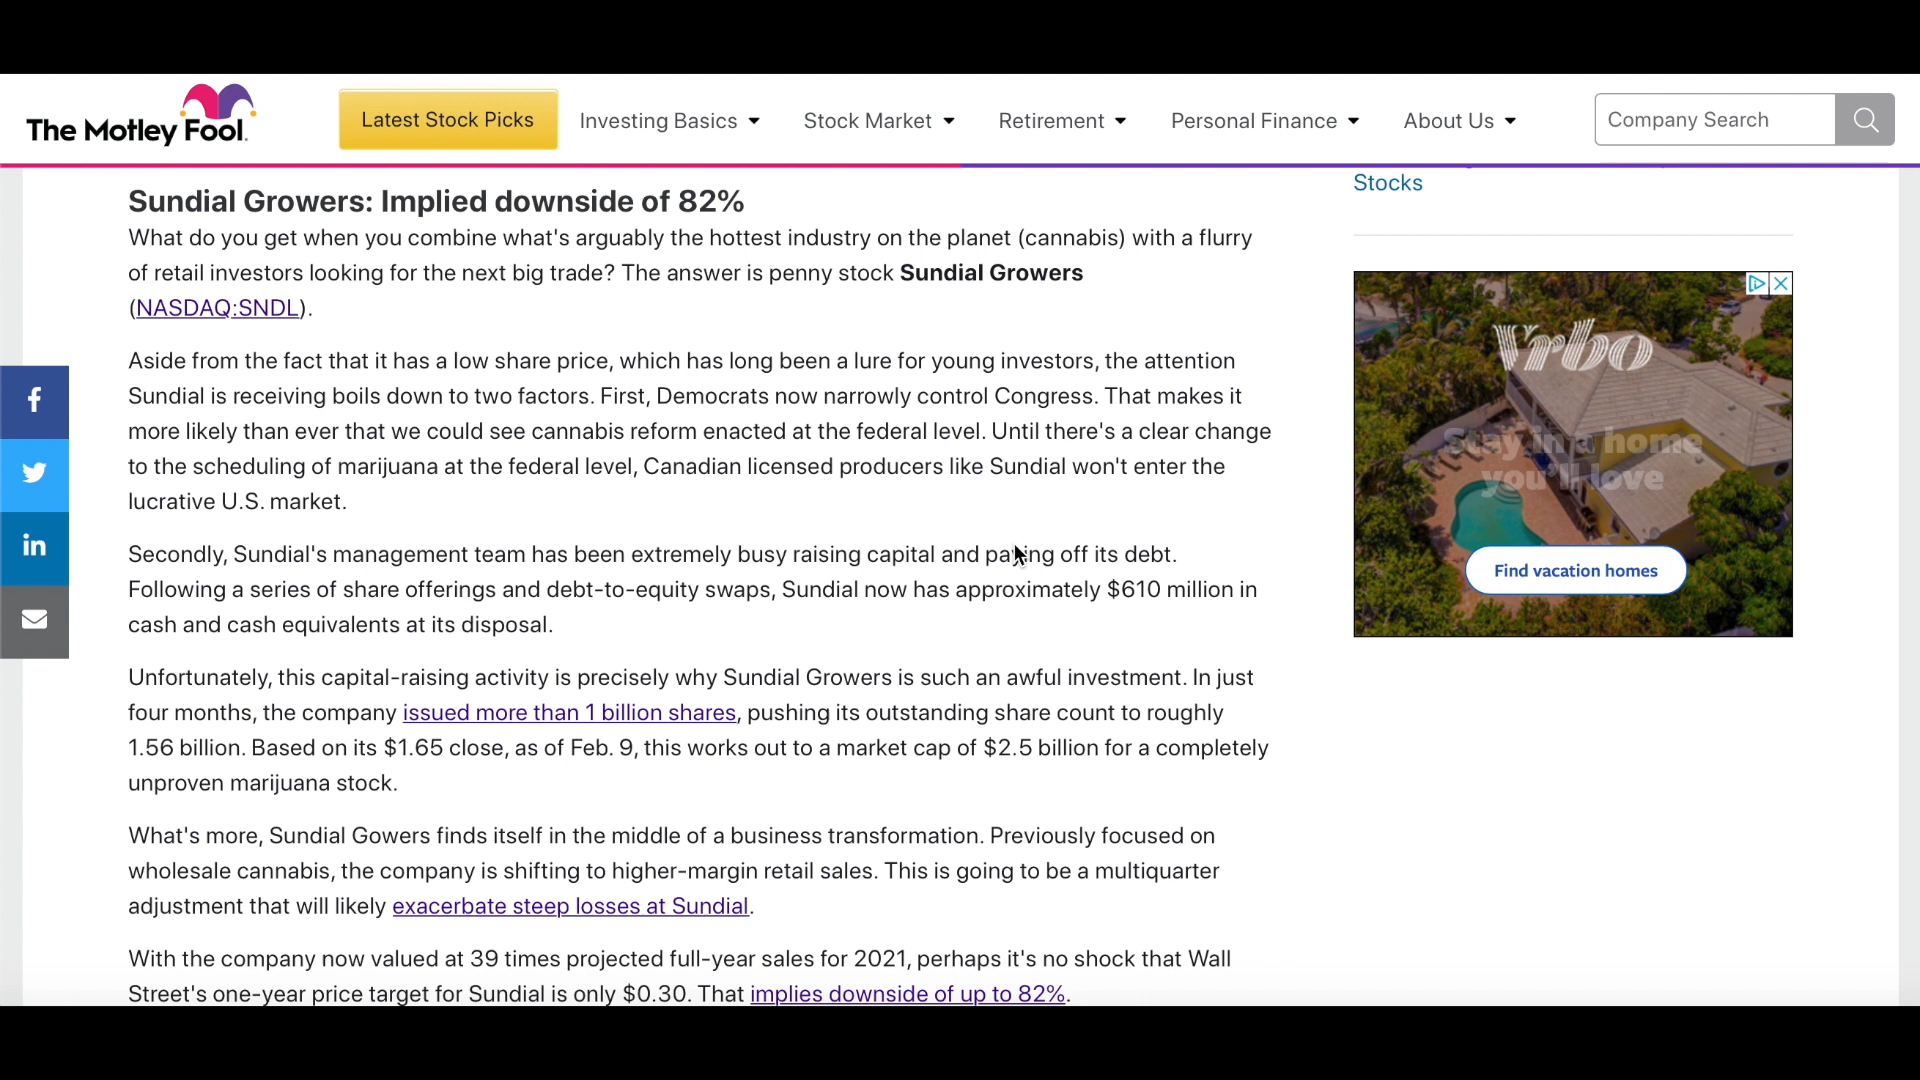 The Motley Fool.
Latest Stock Picks
Investing Basics
Stock Market
Retirement
Personal Finance
About Us
Company Search
Sundial Growers: Implied downside of 82%
What do you get when you combine what's arguably the hottest industry on the planet (cannabis) with a flurry
of retail investors looking for the next big trade? The answer is penny stock Sundial Growers
(NASDAQ:SNDL).
Aside from the fact that it has a low share price, which has long been a lure for young investors, the attention
Sundial is receiving boils down to two factors. First, Democrats now narrowly control Congress. That makes it
more likely than ever that we could see cannabis reform enacted at the federal level. Until there's a clear change
to the scheduling of marijuana at the federal level, Canadian licensed producers like Sundial won't enter the
lucrative U.S. market.
Secondly, Sundial's management team has been extremely busy raising capital and paying off its debt.
Following a series of share offerings and debt-to-equity swaps, Sundial now has approximately $610 million in
cash and cash equivalents at its disposal.
Unfortunately, this capital-raising activity is precisely why Sundial Growers is such an awful investment. In just
four months, the company issued more than 1 billion shares, pushing its outstanding share count to roughly
1.56 billion. Based on its $1.65 close, as of Feb. 9, this works out to a market cap of $2.5 billion for a completely
unproven marijuana stock.
What's more, Sundial Gowers finds itself in the middle of a business transformation. Previously focused on
wholesale cannabis, the company is shifting to higher-margin retail sales. This is going to be a multiquarter
adjustment that will likely exacerbate steep losses at Sundial.
With the company now valued at 39 times projected full-year sales for 2021, perhaps it's no shock that Wall
Street's one-year price target for Sundial is only $0.30. That implies downside of up to 82%.
Stocks
Vrbo
Stay in a home
you'll love
Find vacation homes
f
in